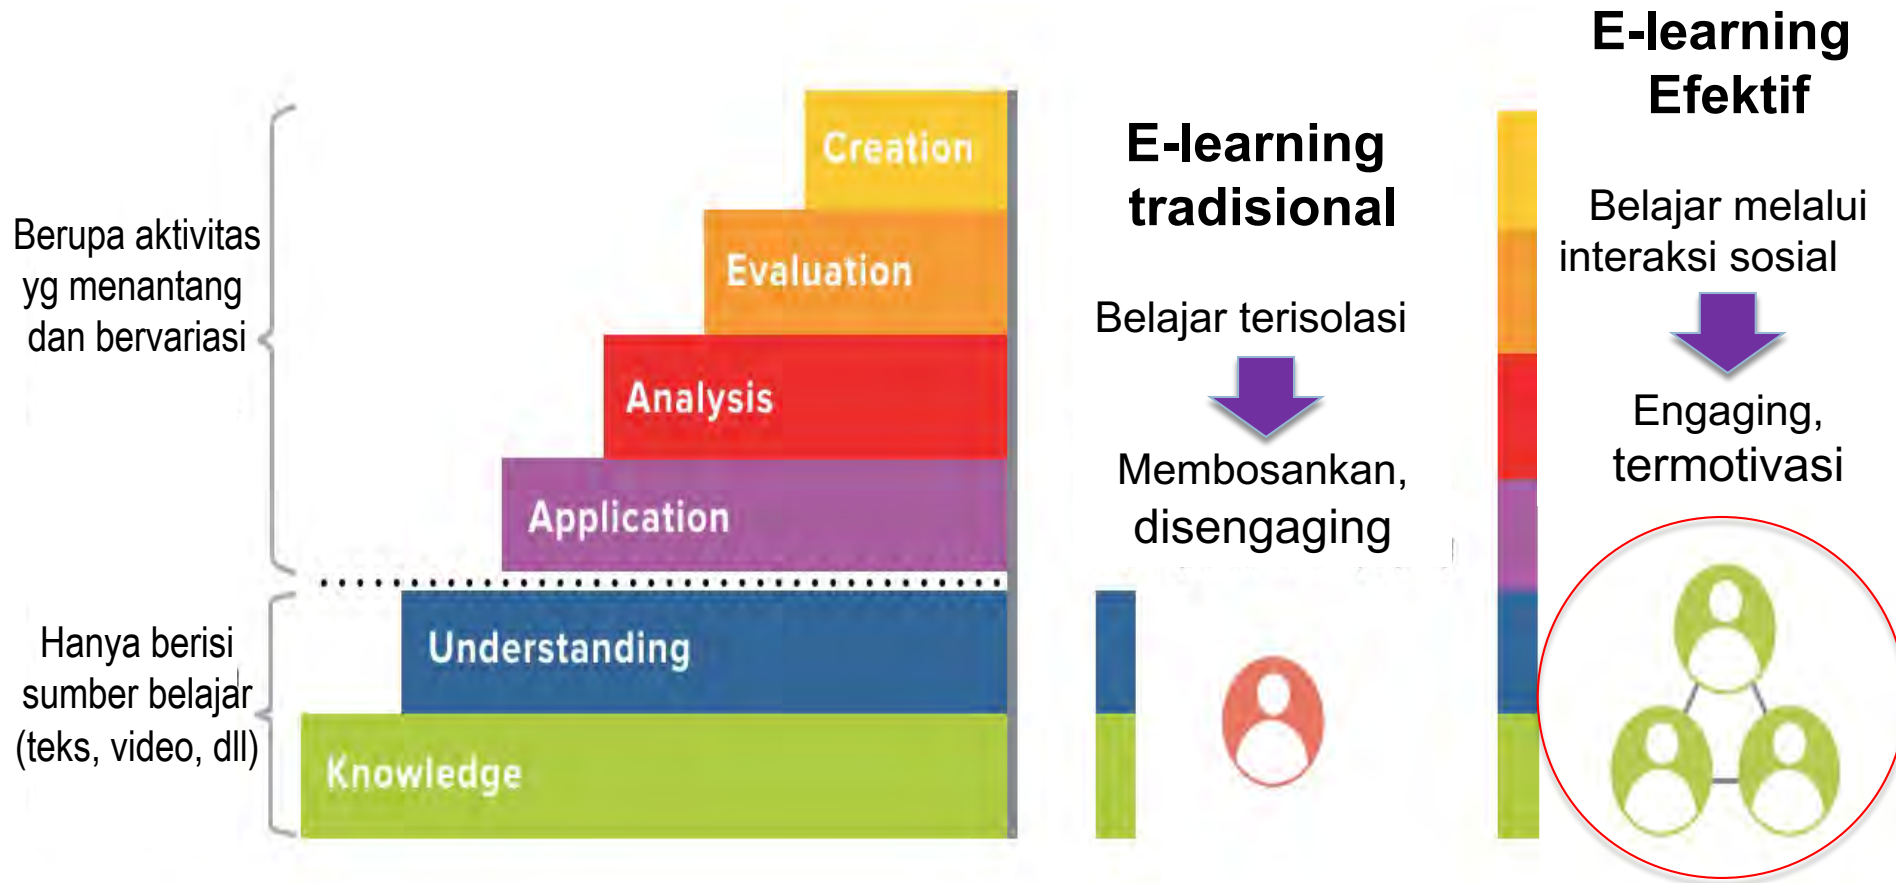 Berupa aktivitas
yg menantang
dan bervariasi
Hanya berisi
sumber belajar
(teks, video, dll)
Creation
Evaluation
Analysis
Application
Understanding
Knowledge
E-learning
tradisional
Belajar terisolasi
Membosankan,
disengaging
E-learning
Efektif
Belajar melalui
interaksi sosial
Engaging,
termotivasi